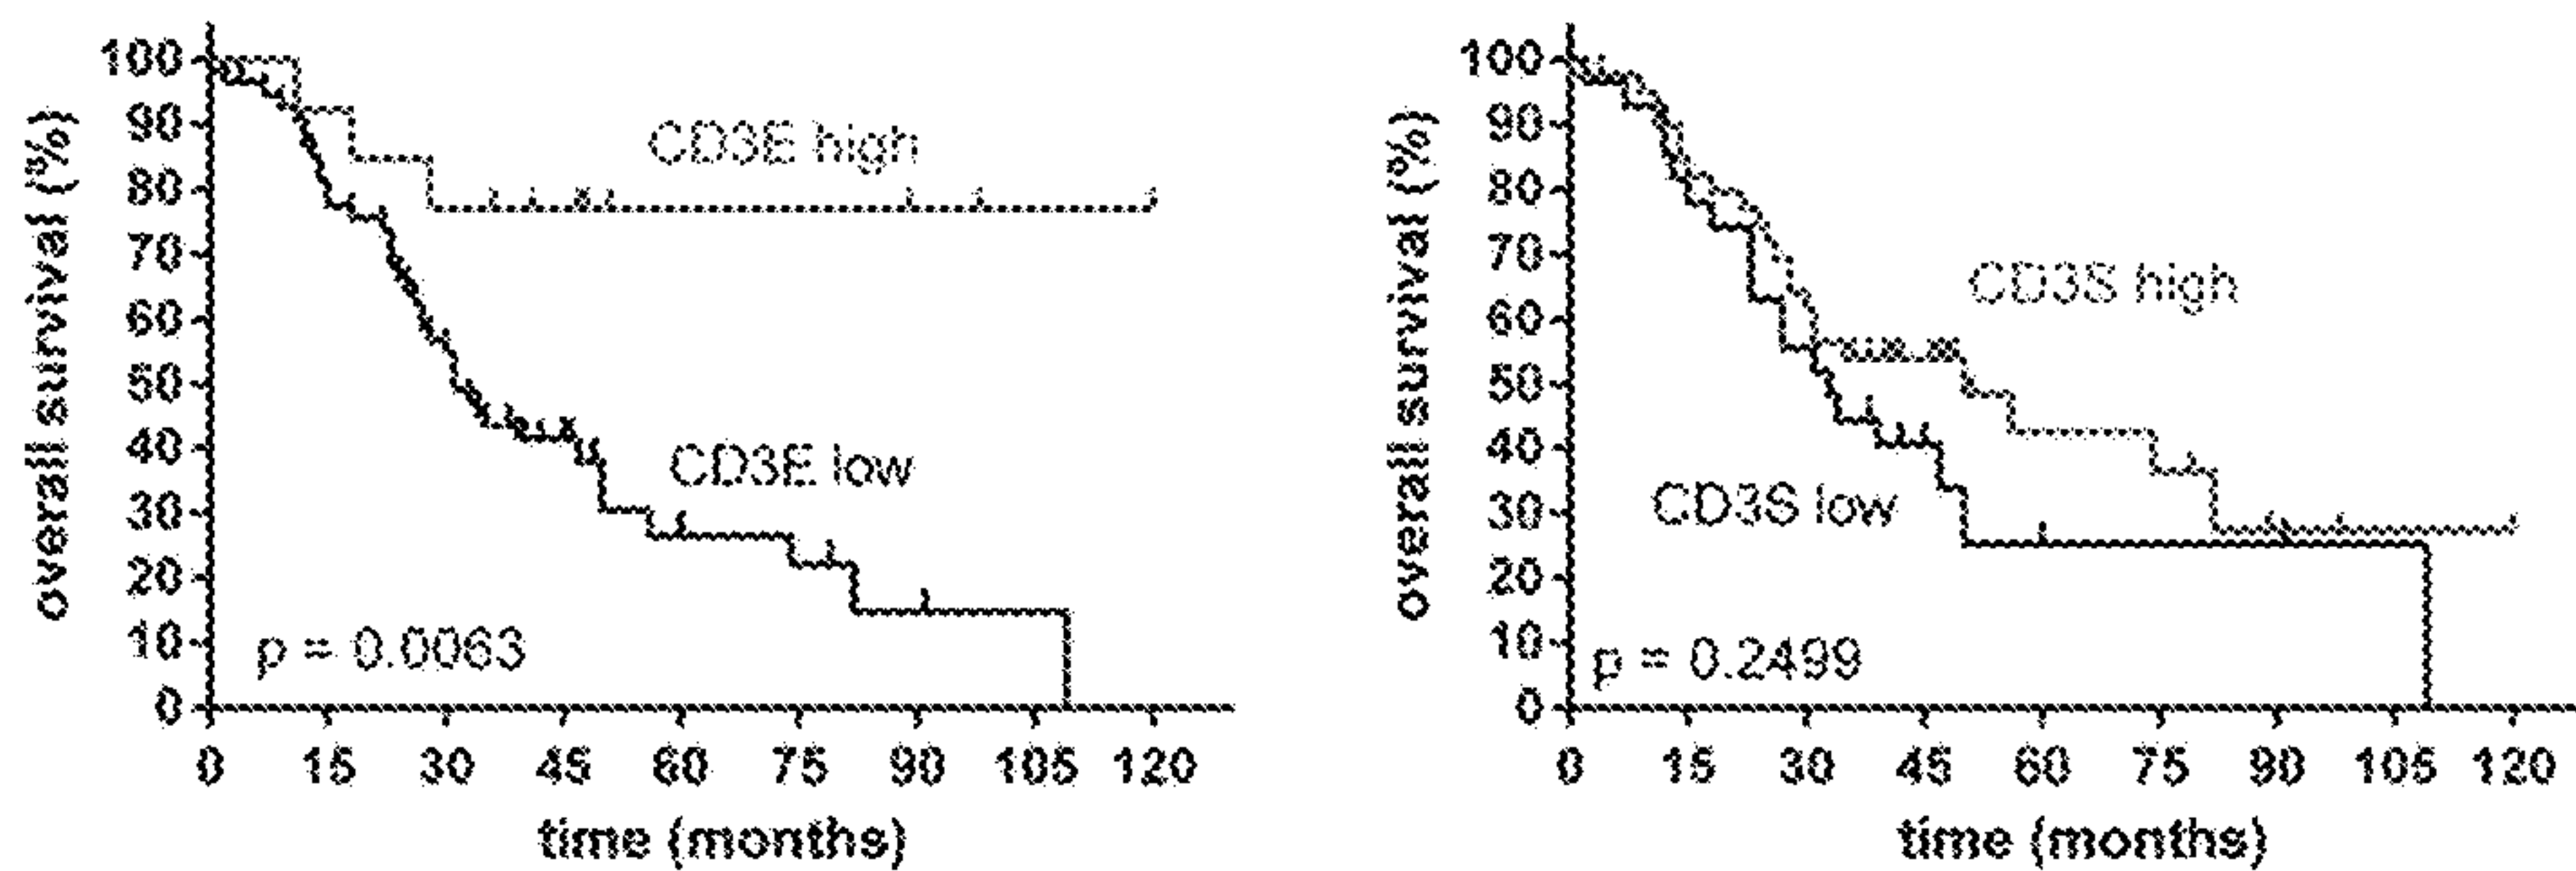 overall survival (%)
100
90
80
70
60
50
40
30
20
10
0
CD3E high
CD3E low
p = 0.0063
0 15 30 45 60 75 90 105 120
time (months)
overall survival (%)
100
90
80
70
60
50
40
30
20
10
0
CD3S high
CD3S low
p = 0.2499
0 15 30 45 60 75 90 105 120
time (months)